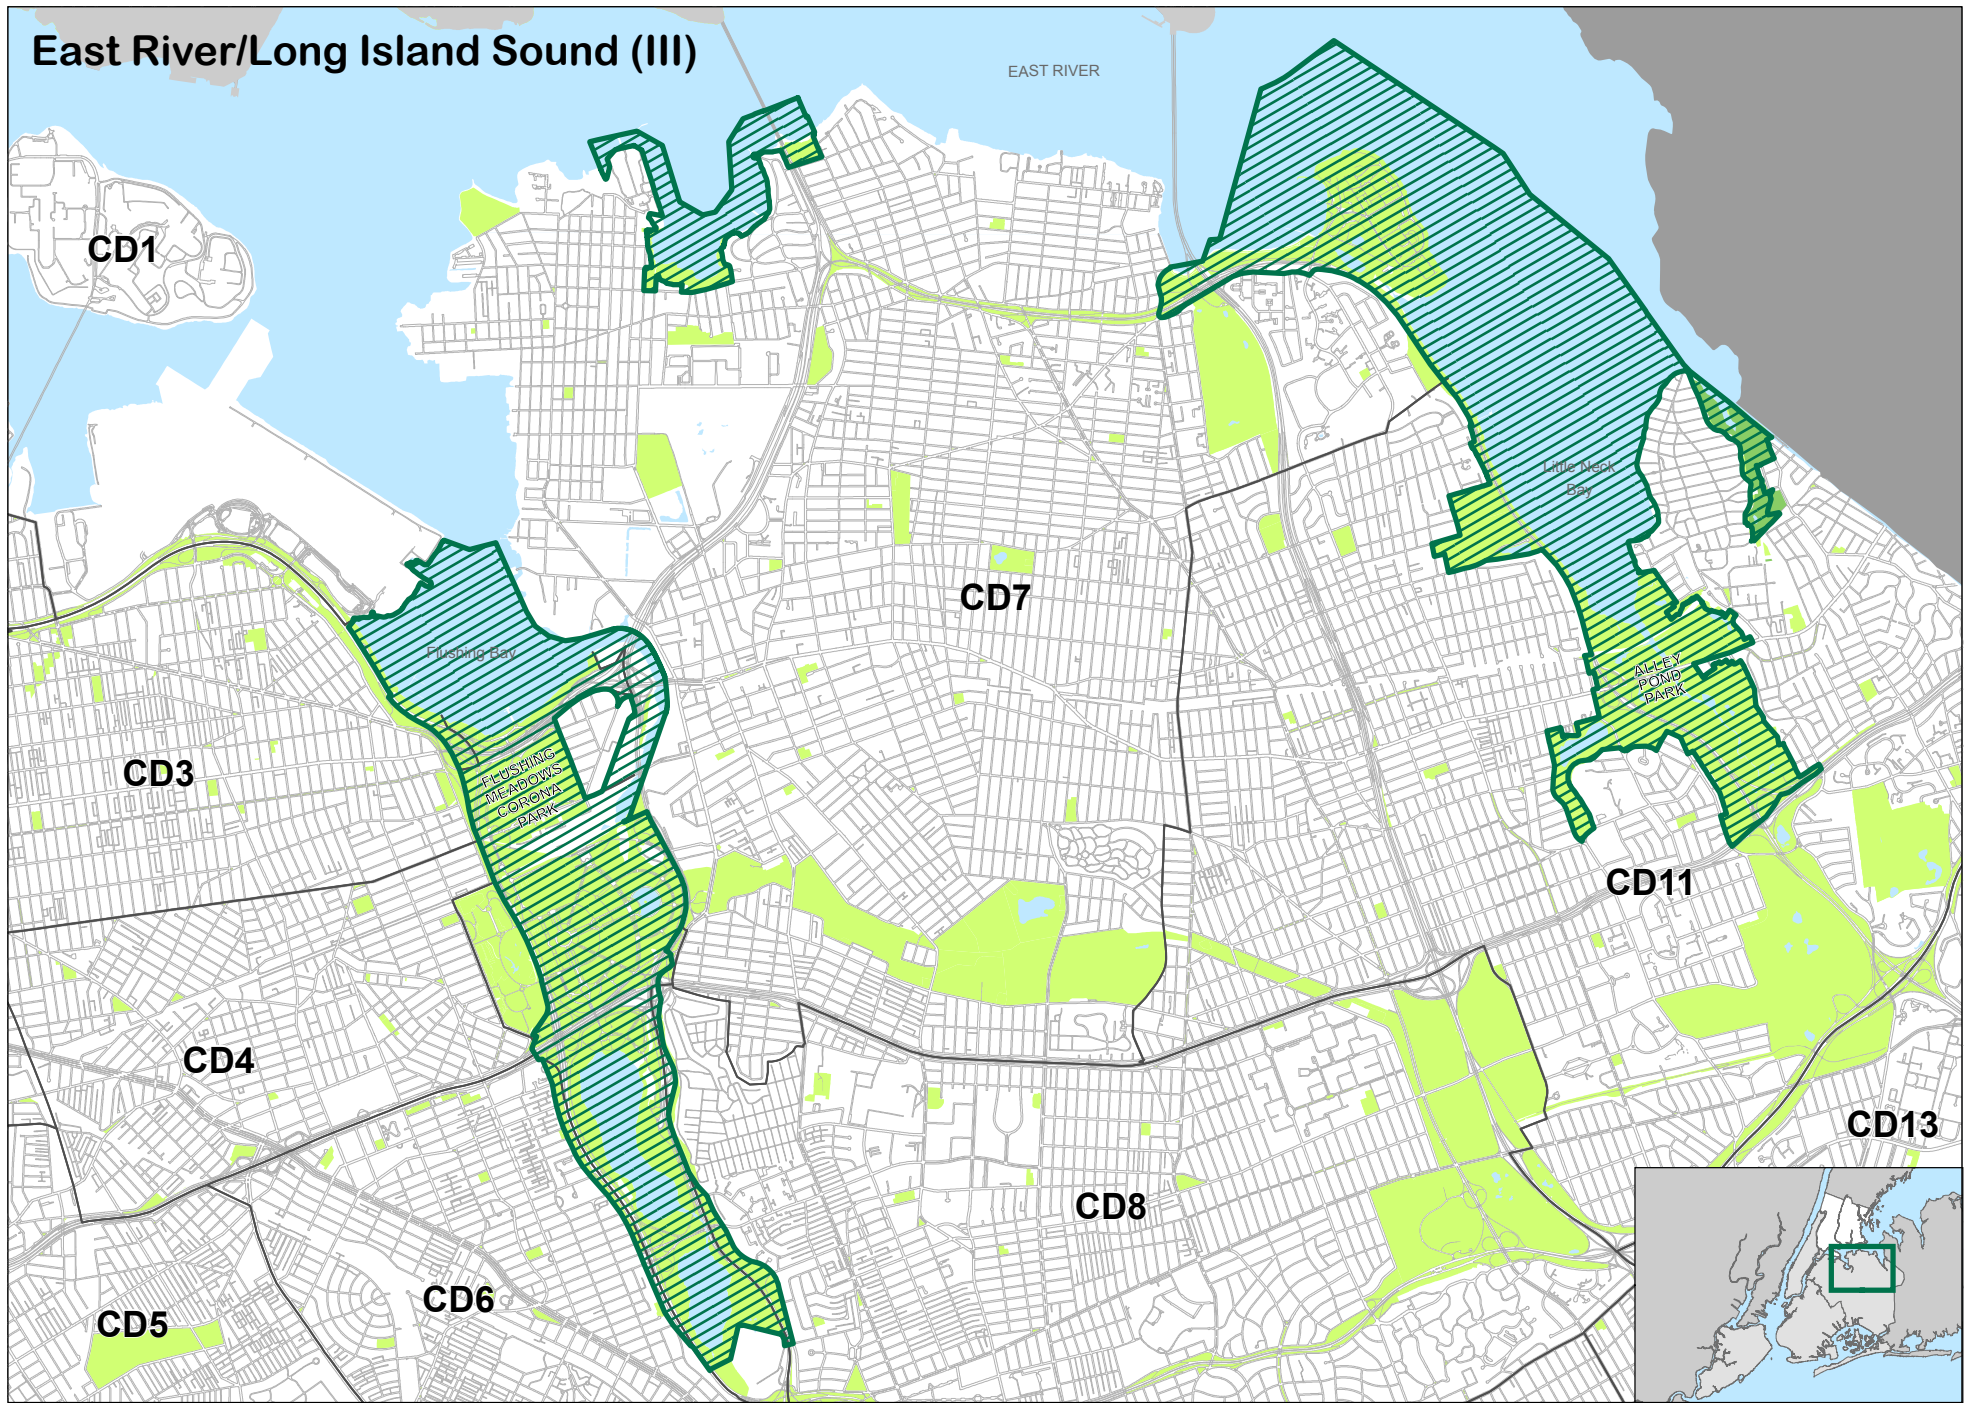 East River/Long Island Sound (III)
EAST RIVER
CD1
Little Neck
Bay
CD7
Flushing Bay
ALLEY
POND
PARK
FLUSHING
MEADOWS
CORONA
PARK
CD3
CD11
CD4
CD13
CD8
CD6
CD5